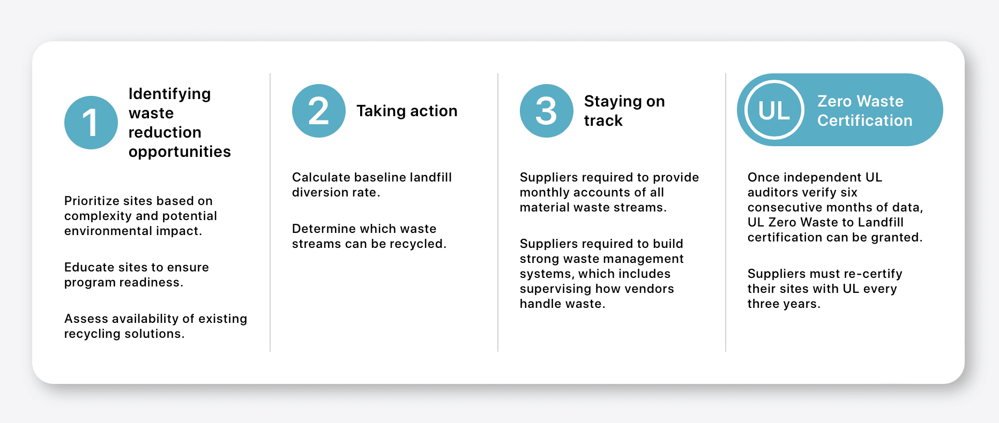 1
Identifying
waste
reduction
opportunities
Prioritize sites based on
complexity and potential
environmental impact.
Educate sites to ensure
program readiness.
Assess availability of existing
recycling solutions.
2
Taking action
Calculate baseline landfill
diversion rate.
Determine which waste
streams can be recycled.
3
Staying on
track
Suppliers required to provide
monthly accounts of all
material waste streams.
Suppliers required to build
strong waste management
systems, which includes
supervising how vendors
handle waste.
UL
Zero Waste
Certification
Once independent UL
auditors verify six
consecutive months of data,
UL Zero Waste to Landfill
certification can be granted.
Suppliers must re-certify
their sites with UL every
three years.